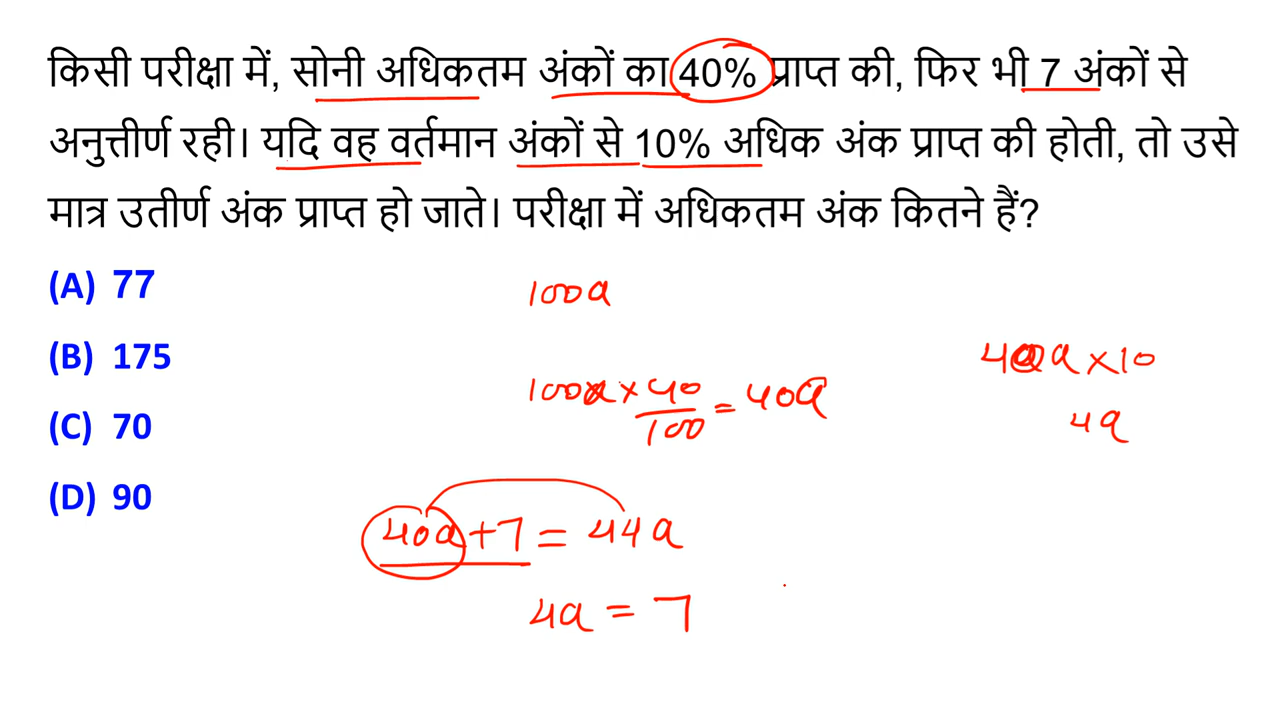 किसी परीक्षा में, सोनी अधिकतम अंकों का 40% प्राप्त की, फिर भी 7 अंकों से
अनुत्तीर्ण रही। यदि वह वर्तमान अंकों से 10% अधिक अंक प्राप्त की होती, तो उसे
मात्र उतीर्ण अंक प्राप्त हो जाते। परीक्षा में अधिकतम अंक कितने हैं?
(A) 77
100a
(B) 175
40a × 10
100a × 40/100 = 40a
4a
(C) 70
(D) 90
40a + 7 = 44a
4a = 7